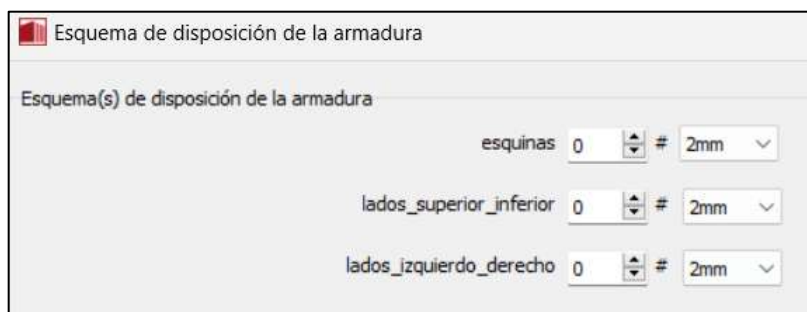 Esquema de disposición de la armadura
Esquema(s) de disposición de la armadura
esquinas 0 # 2mm
lados_superior_inferior 0 # 2mm
lados_izquierdo_derecho 0 # 2mm